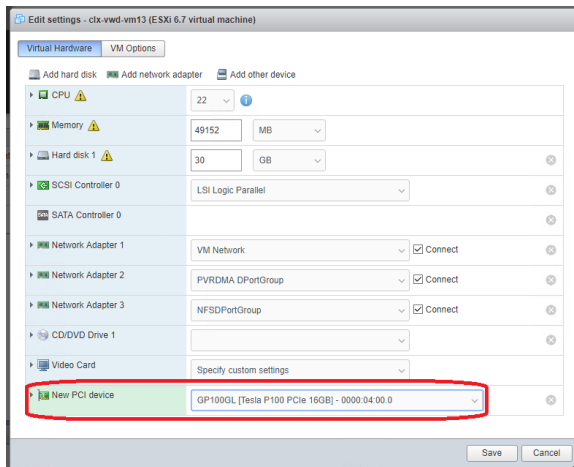 Edit settings - clx-vwd-vm13 (ESXi 6.7 virtual machine)
Virtual Hardware VM Options
Add hard disk Add network adapter Add other device
CPU 22
Memory 49152 MB
Hard disk 1 30 GB
SCSI Controller 0 LSI Logic Parallel
SATA Controller 0
Network Adapter 1 VM Network Connect
Network Adapter 2 PVRDMA DPortGroup Connect
Network Adapter 3 NFSDPortGroup Connect
CD/DVD Drive 1
Video Card Specify custom settings
New PCI device GP100GL [Tesla P100 PCIe 16GB] - 0000:04:00.0
Save Cancel